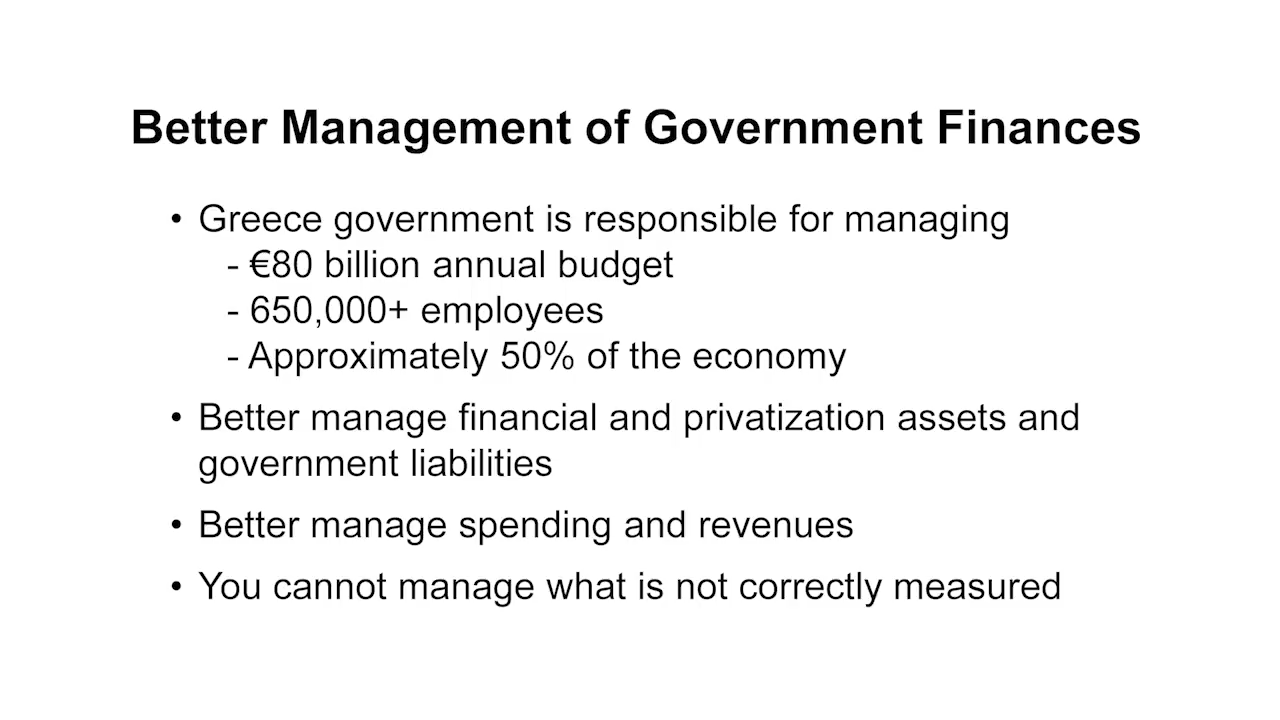 Better Management of Government Finances
• Greece government is responsible for managing
- €80 billion annual budget
- 650,000+ employees
- Approximately 50% of the economy
• Better manage financial and privatization assets and
government liabilities
• Better manage spending and revenues
• You cannot manage what is not correctly measured